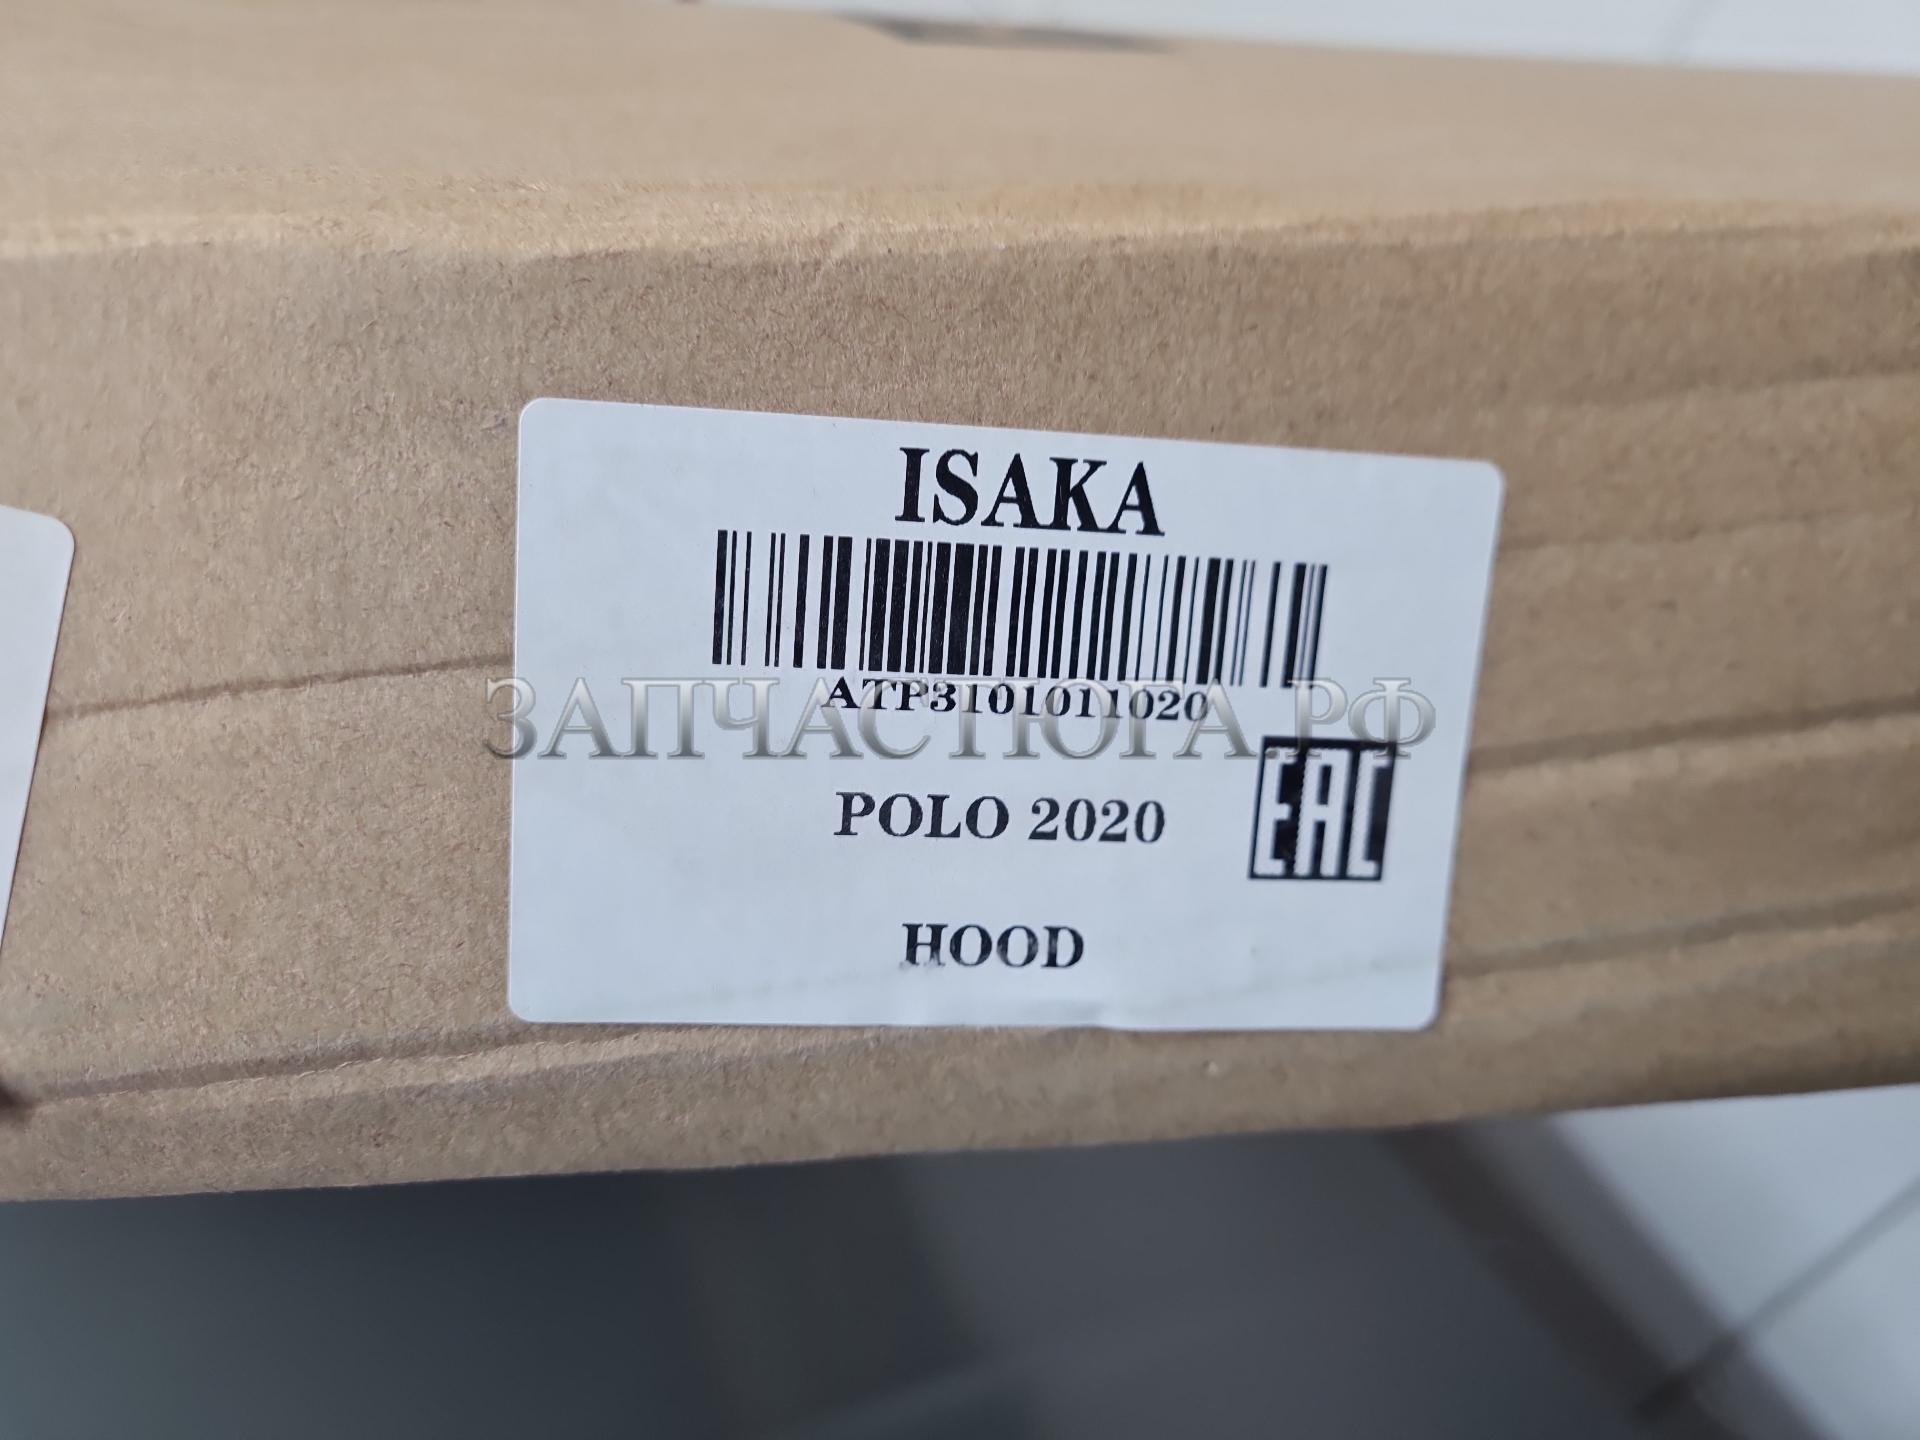 ISAKA
ATP3101011020
ЗАПЧАСТЮГА.РФ
POLO 2020
EAC
HOOD